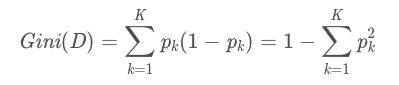 Gini(D) = ∑_{k=1}^{K} p_k(1 − p_k) = 1 − ∑_{k=1}^{K} p_k^2